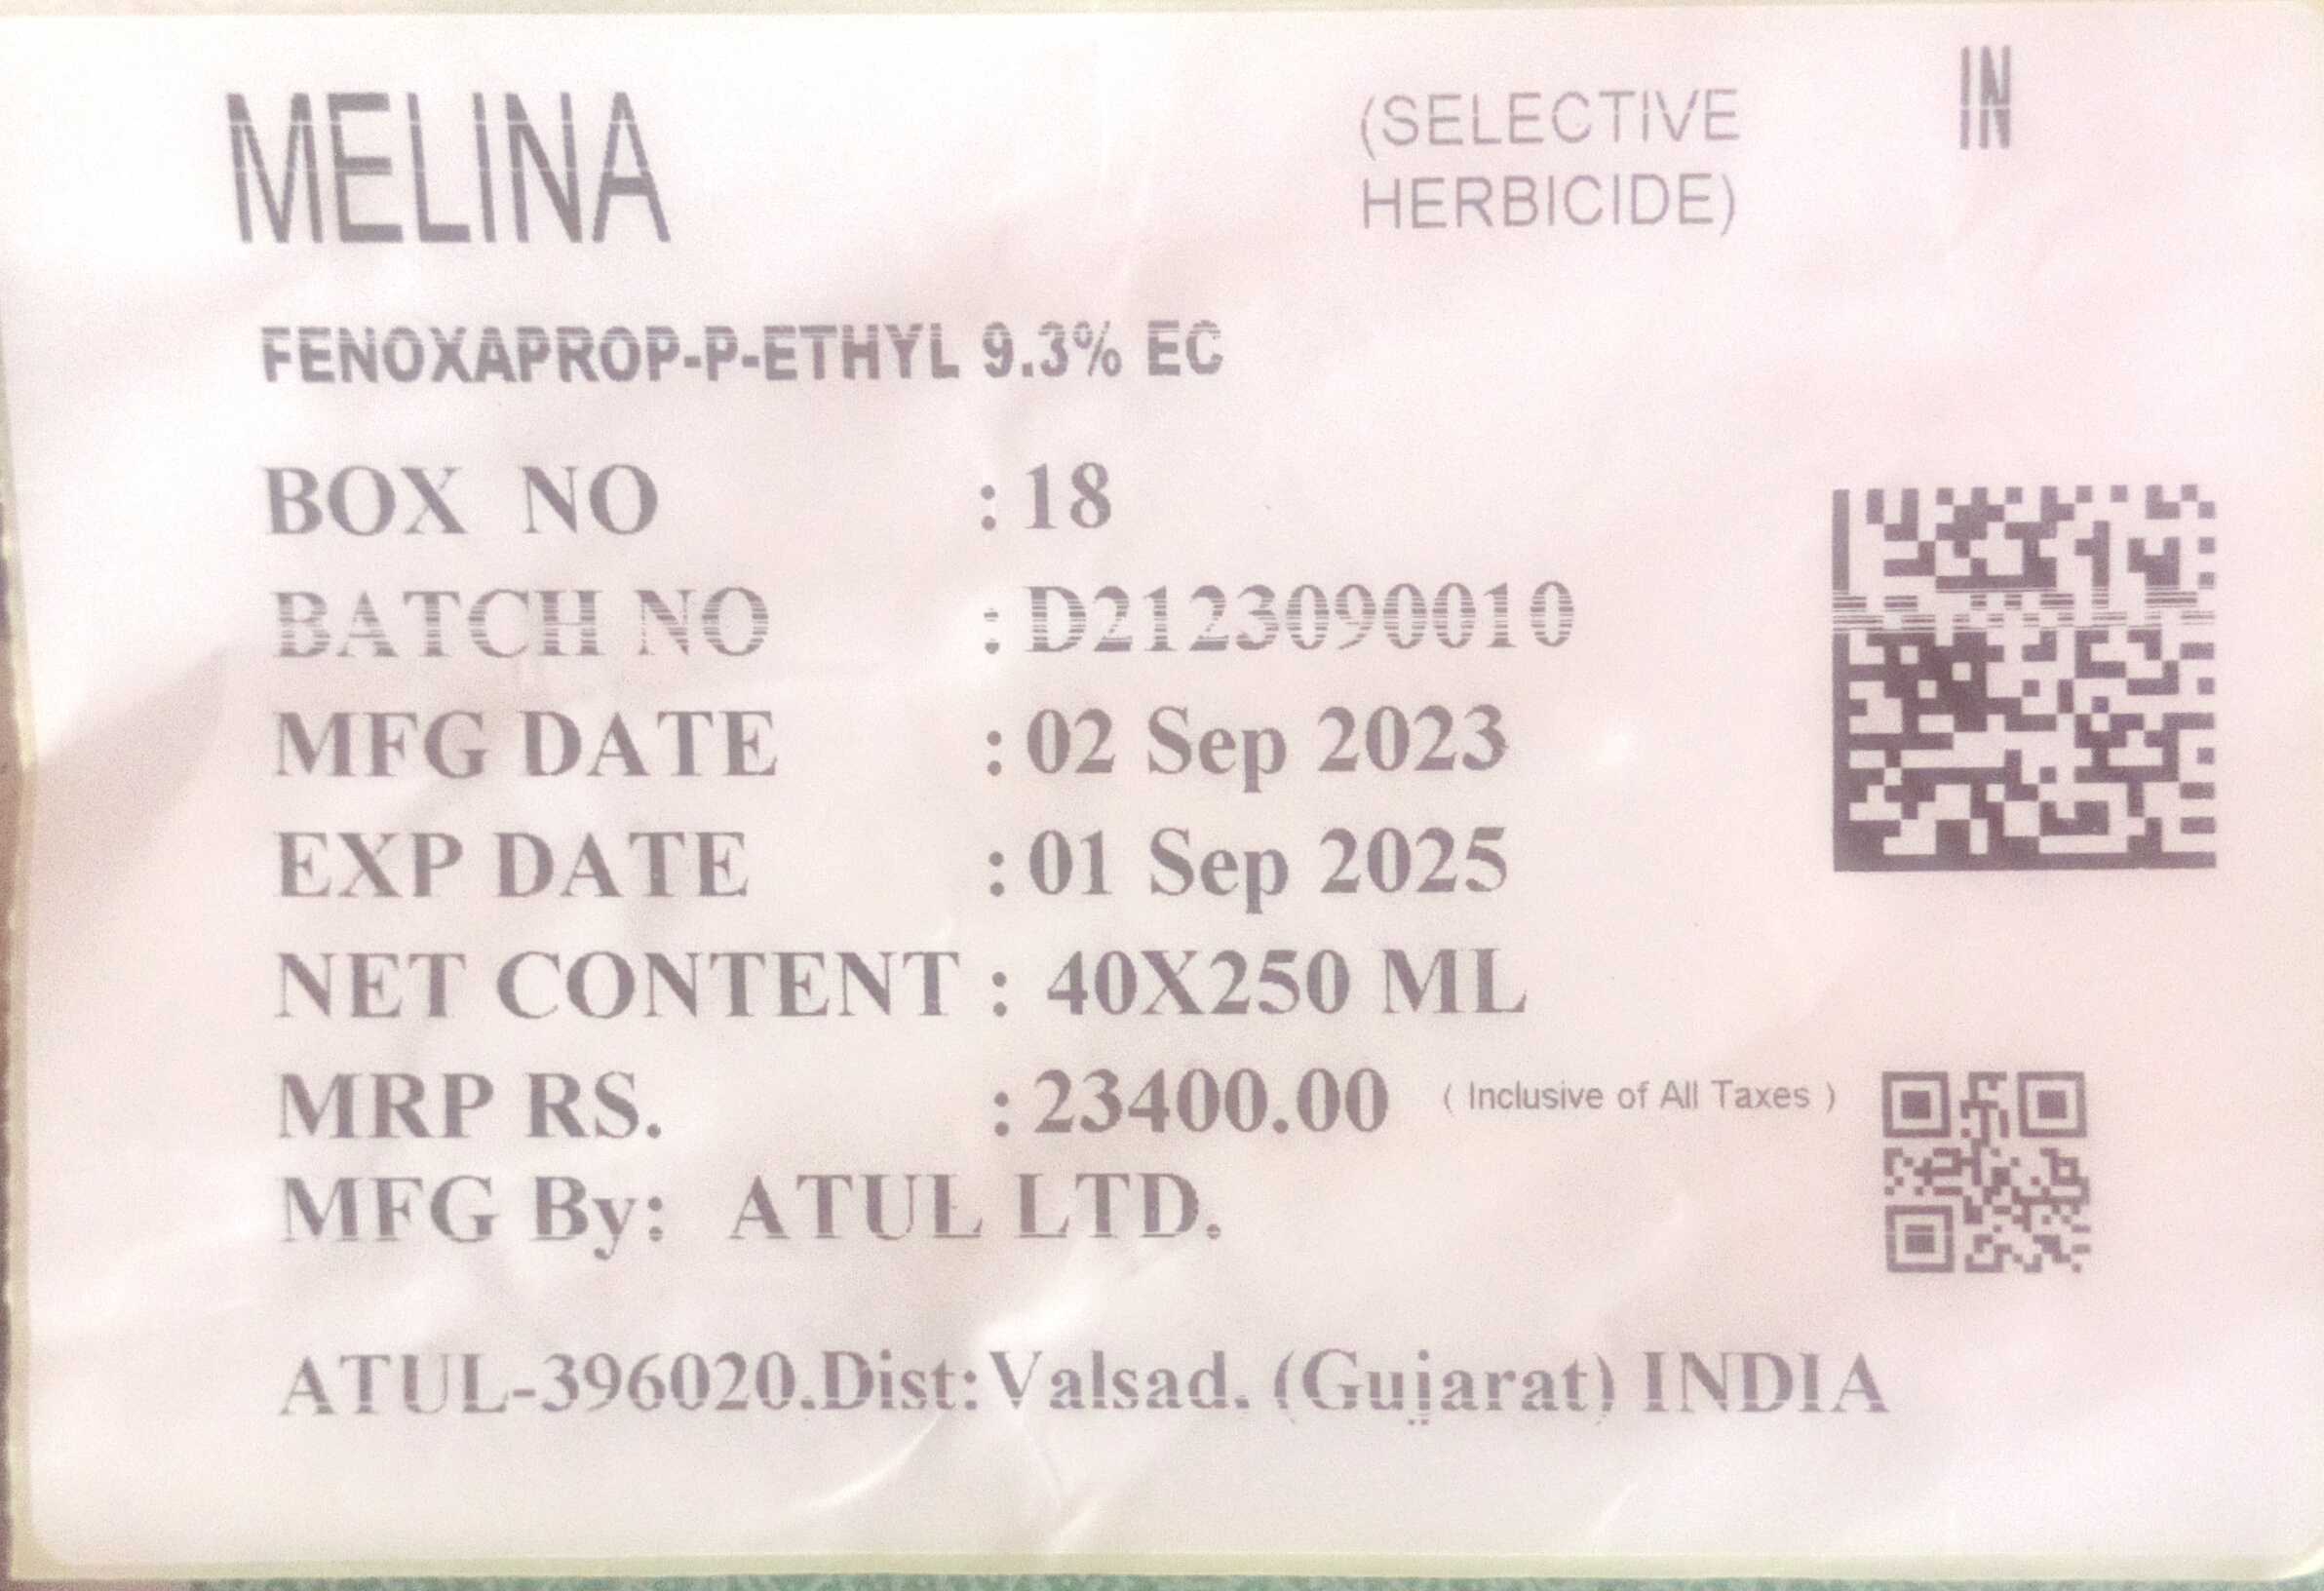 MELINA
(SELECTIVE
HERBICIDE)
IN
FENOXAPROP-P-ETHYL 9.3% EC
BOX NO : 18
BATCH NO : D2123090010
MFG DATE : 02 Sep 2023
EXP DATE : 01 Sep 2025
NET CONTENT : 40X250 ML
MRP RS. : 23400.00 ( Inclusive of All Taxes )
MFG By: ATUL LTD.
ATUL-396020.Dist:Valsad. (Gujarat) INDIA